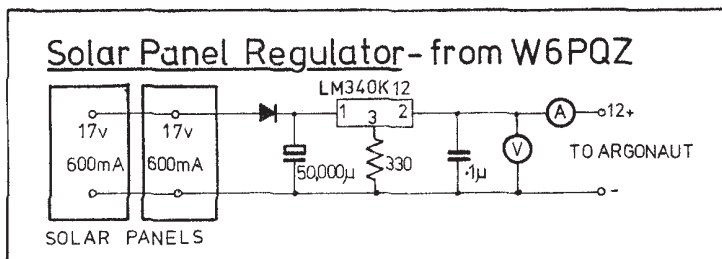 Solar Panel Regulator - from W6PQZ
LM340K12
1 3 2
17v 17v
600mA 600mA
50,000µ
330
.1µ
V
A
12+
TO ARGONAUT
-
SOLAR PANELS